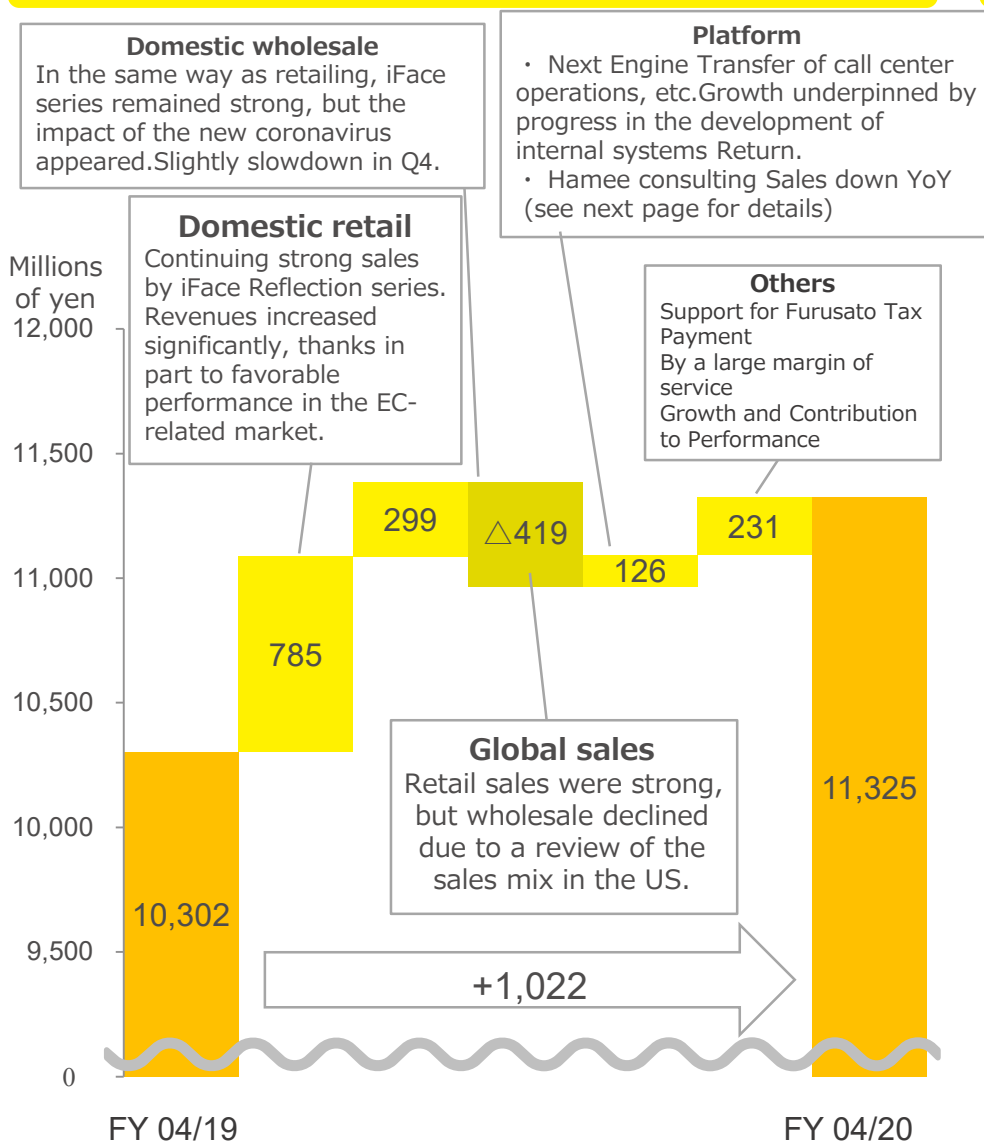 Domestic wholesale
In the same way as retailing, iFace
series remained strong, but the
impact of the new coronavirus
appeared.Slightly slowdown in Q4.
Platform
・ Next Engine Transfer of call center
operations, etc.Growth underpinned by
progress in the development of
internal systems Return.
・ Hamee consulting Sales down YoY
(see next page for details)
Domestic retail
Continuing strong sales
by iFace Reflection series.
Revenues increased
significantly, thanks in
part to favorable
performance in the EC-
related market.
Others
Support for Furusato Tax
Payment
By a large margin of
service
Growth and Contribution
to Performance
Millions
of yen
12,000
11,500
11,000
10,500
10,000
9,500
0
10,302
785
299
△419
126
231
11,325
Global sales
Retail sales were strong,
but wholesale declined
due to a review of the
sales mix in the US.
+1,022
FY 04/19
FY 04/20